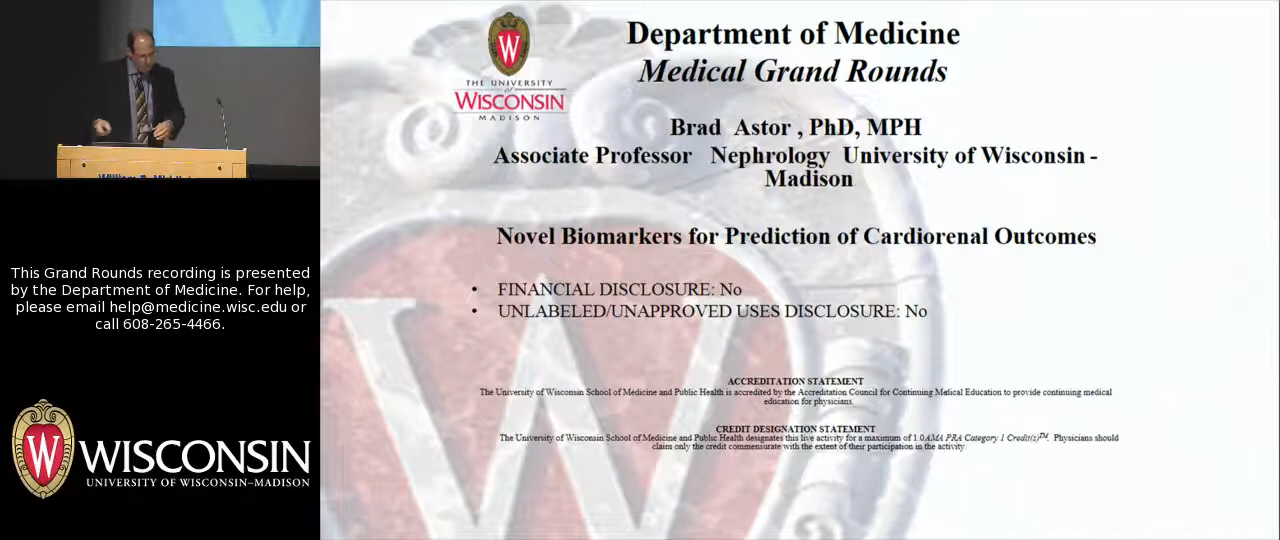 Department of Medicine
Medical Grand Rounds
THE UNIVERSITY
of
WISCONSIN
MADISON
Brad Astor , PhD, MPH
Associate Professor Nephrology University of Wisconsin -
Madison
Novel Biomarkers for Prediction of Cardiorenal Outcomes
• FINANCIAL DISCLOSURE: No
• UNLABELED/UNAPPROVED USES DISCLOSURE: No
ACCREDITATION STATEMENT
The University of Wisconsin School of Medicine and Public Health is accredited by the Accreditation Council for Continuing Medical Education to provide continuing medical
education for physicians.
CREDIT DESIGNATION STATEMENT
The University of Wisconsin School of Medicine and Public Health designates this live activity for a maximum of 1.0 AMA PRA Category 1 Credit(s)TM. Physicians should
claim only the credit commensurate with the extent of their participation in the activity.
This Grand Rounds recording is presented
by the Department of Medicine. For help,
please email help@medicine.wisc.edu or
call 608-265-4466.
W
WISCONSIN
UNIVERSITY OF WISCONSIN–MADISON